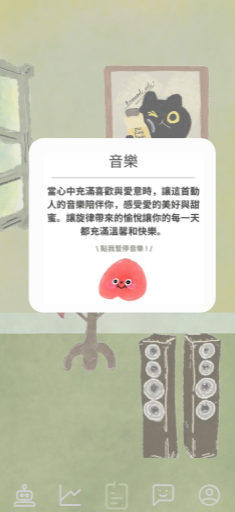 音樂
當心中充滿喜歡與愛意時，讓這首動
人的音樂陪伴你，感受愛的美好與甜
蜜。讓旋律帶來的愉悅讓你的每一天
都充滿溫馨和快樂。
\ 點我暫停音樂 ! /